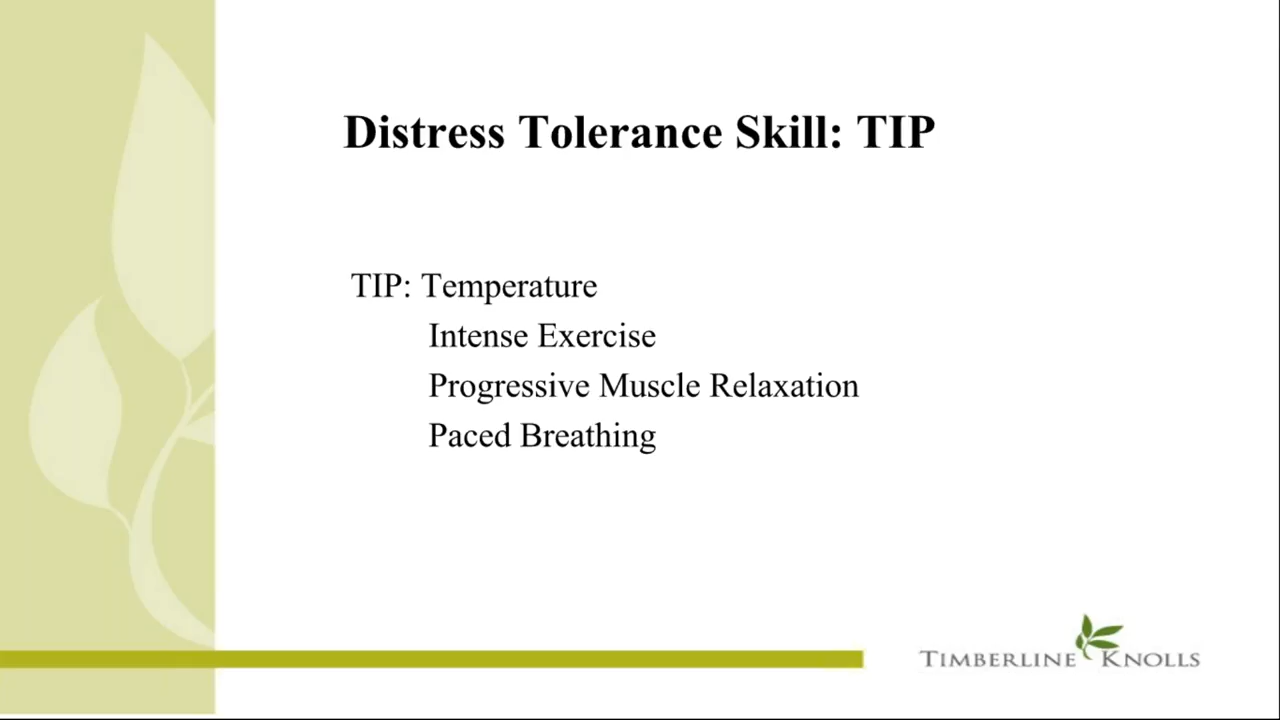 Distress Tolerance Skill: TIP
TIP: Temperature
Intense Exercise
Progressive Muscle Relaxation
Paced Breathing
TIMBERLINE KNOLLS